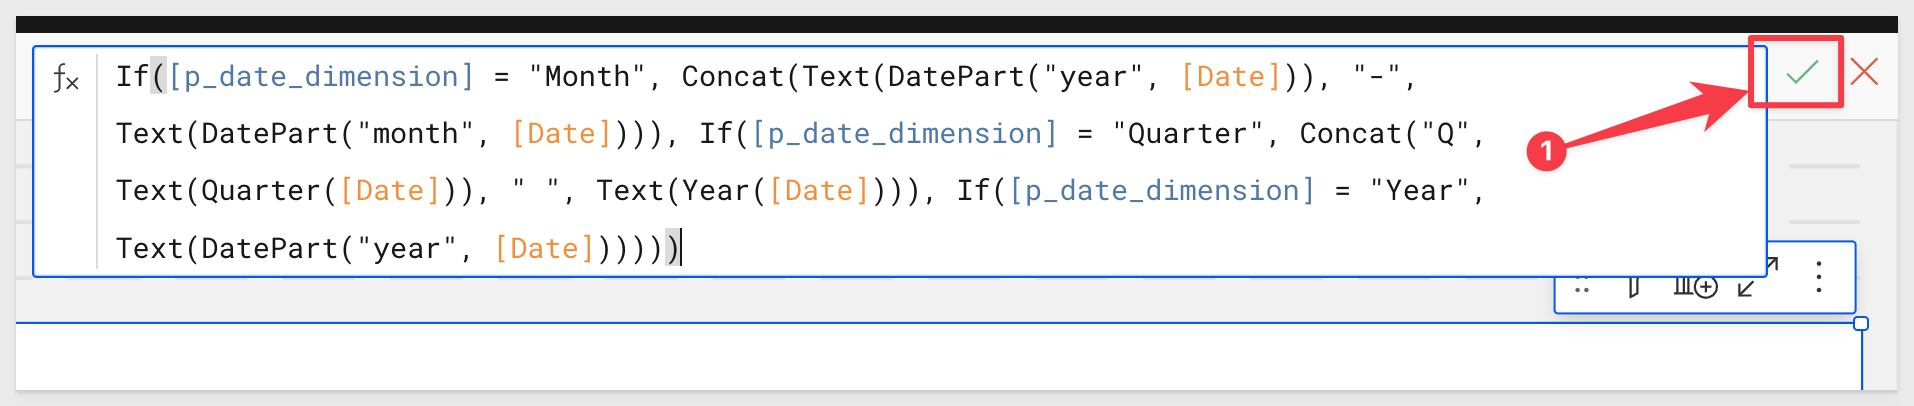 fx
If([p_date_dimension] = "Month", Concat(Text(DatePart("year", [Date])), "-",
Text(DatePart("month", [Date]))), If([p_date_dimension] = "Quarter", Concat("Q",
Text(Quarter([Date])), " ", Text(Year([Date]))), If([p_date_dimension] = "Year",
Text(DatePart("year", [Date])))))
1